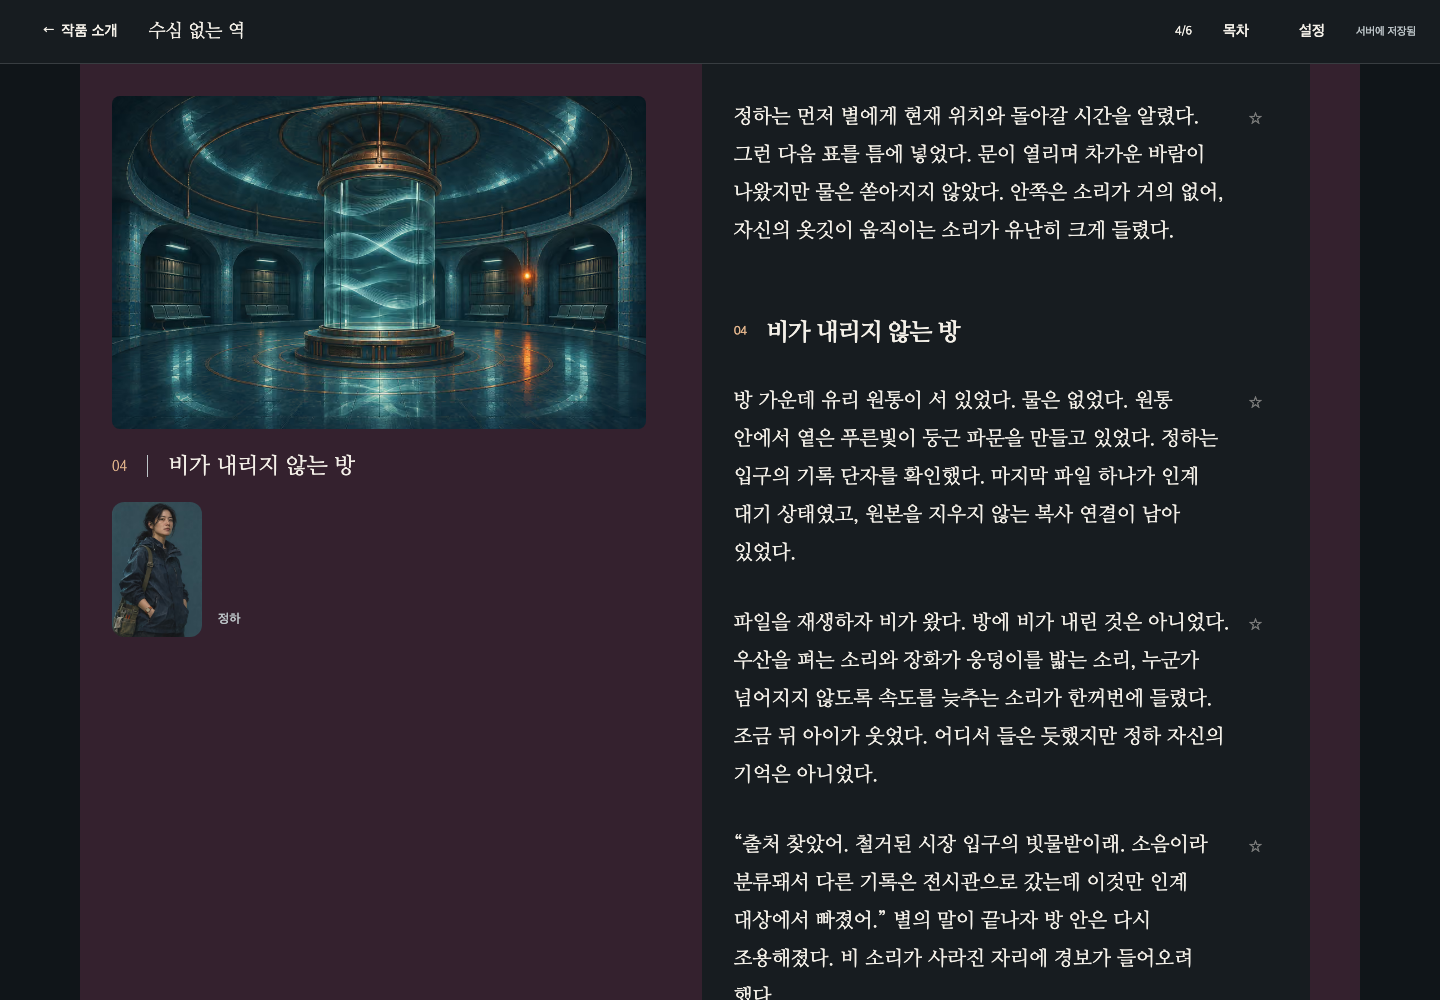 ← 작품 소개
수심 없는 역
4/6
목차
설정
서버에 저장됨
04
비가 내리지 않는 방
정하
정하는 먼저 별에게 현재 위치와 돌아갈 시간을 알렸다.
그런 다음 표를 틈에 넣었다. 문이 열리며 차가운 바람이
나왔지만 물은 쏟아지지 않았다. 안쪽은 소리가 거의 없어,
자신의 옷깃이 움직이는 소리가 유난히 크게 들렸다.
04 비가 내리지 않는 방
방 가운데 유리 원통이 서 있었다. 물은 없었다. 원통
안에서 옅은 푸른빛이 둥근 파문을 만들고 있었다. 정하는
입구의 기록 단자를 확인했다. 마지막 파일 하나가 인계
대기 상태였고, 원본을 지우지 않는 복사 연결이 남아
있었다.
파일을 재생하자 비가 왔다. 방에 비가 내린 것은 아니었다.
우산을 펴는 소리와 장화가 웅덩이를 밟는 소리, 누군가
넘어지지 않도록 속도를 늦추는 소리가 한꺼번에 들렸다.
조금 뒤 아이가 웃었다. 어디서 들은 듯했지만 정하 자신의
기억은 아니었다.
“출처 찾았어. 철거된 시장 입구의 빗물받이래. 소음이라
분류돼서 다른 기록은 전시관으로 갔는데 이것만 인계
대상에서 빠졌어.” 별의 말이 끝나자 방 안은 다시
조용해졌다. 비 소리가 사라진 자리에 경보가 들어오려
했다